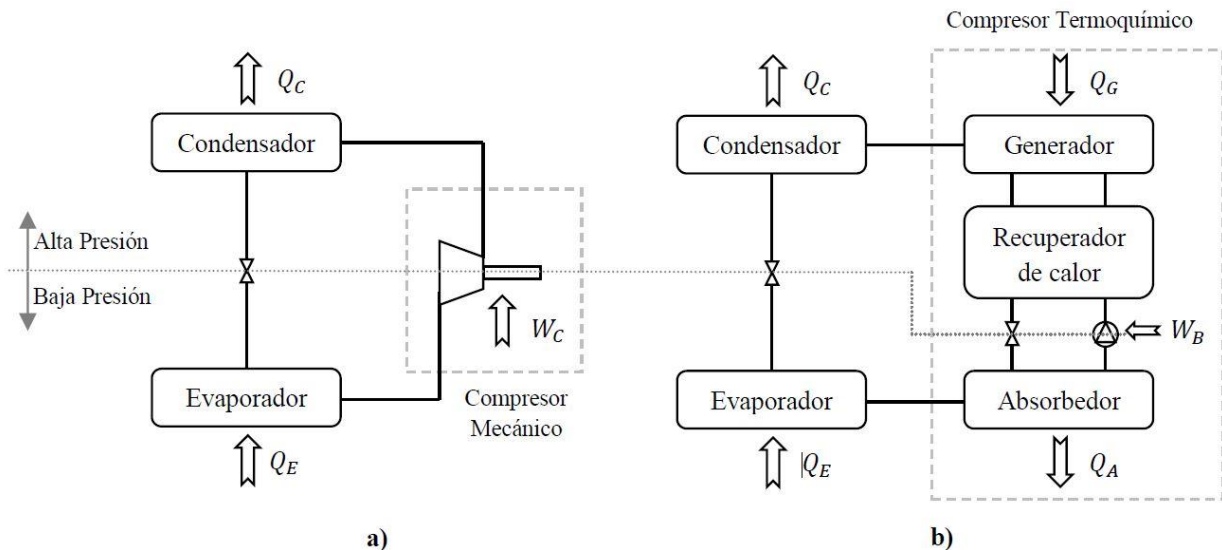 Compresor Termoquímico
Q_C
Condensador
Alta Presión
Baja Presión
W_C
Evaporador
Compresor
Mecánico
Q_E
a)
Q_C
Q_G
Condensador
Generador
Recuperador
de calor
W_B
Evaporador
Absorbedor
|Q_E
Q_A
b)